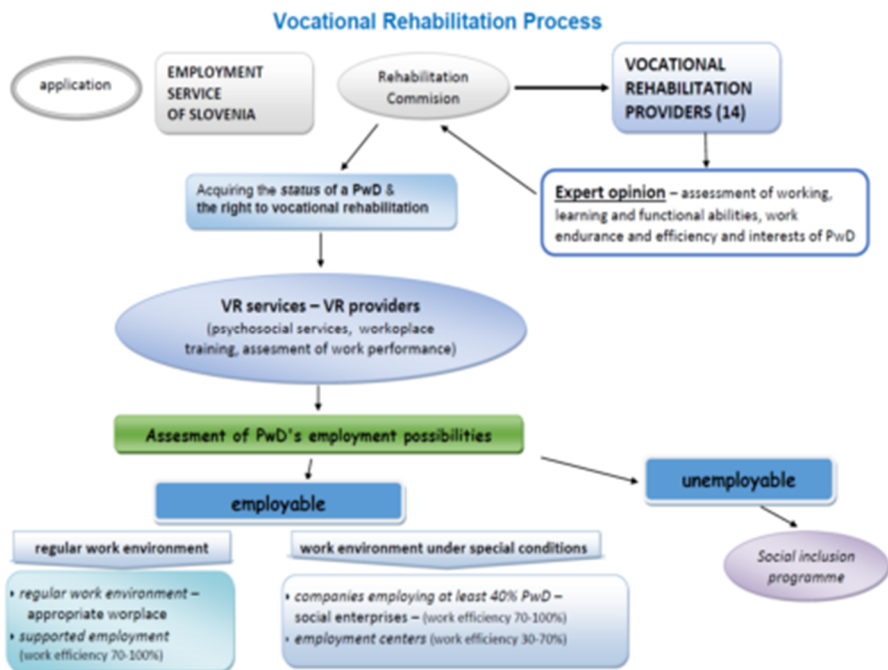 Vocational Rehabilitation Process
application
EMPLOYMENT
SERVICE
OF SLOVENIA
Rehabilitation
Commision
VOCATIONAL
REHABILITATION
PROVIDERS (14)
Acquiring the status of a PwD &
the right to vocational rehabilitation
Expert opinion – assessment of working,
learning and functional abilities, work
endurance and efficiency and interests of PwD
VR services – VR providers
(psychosocial services, workoplace
training, assesment of work performance)
Assesment of PwD's employment possibilities
employable
unemployable
regular work environment
work environment under special conditions
• regular work environment –
appropriate worplace
• supported employment
(work efficiency 70-100%)
• companies employing at least 40% PwD –
social enterprises – (work efficiency 70-100%)
• employment centers (work efficiency 30-70%)
Social inclusion
programme